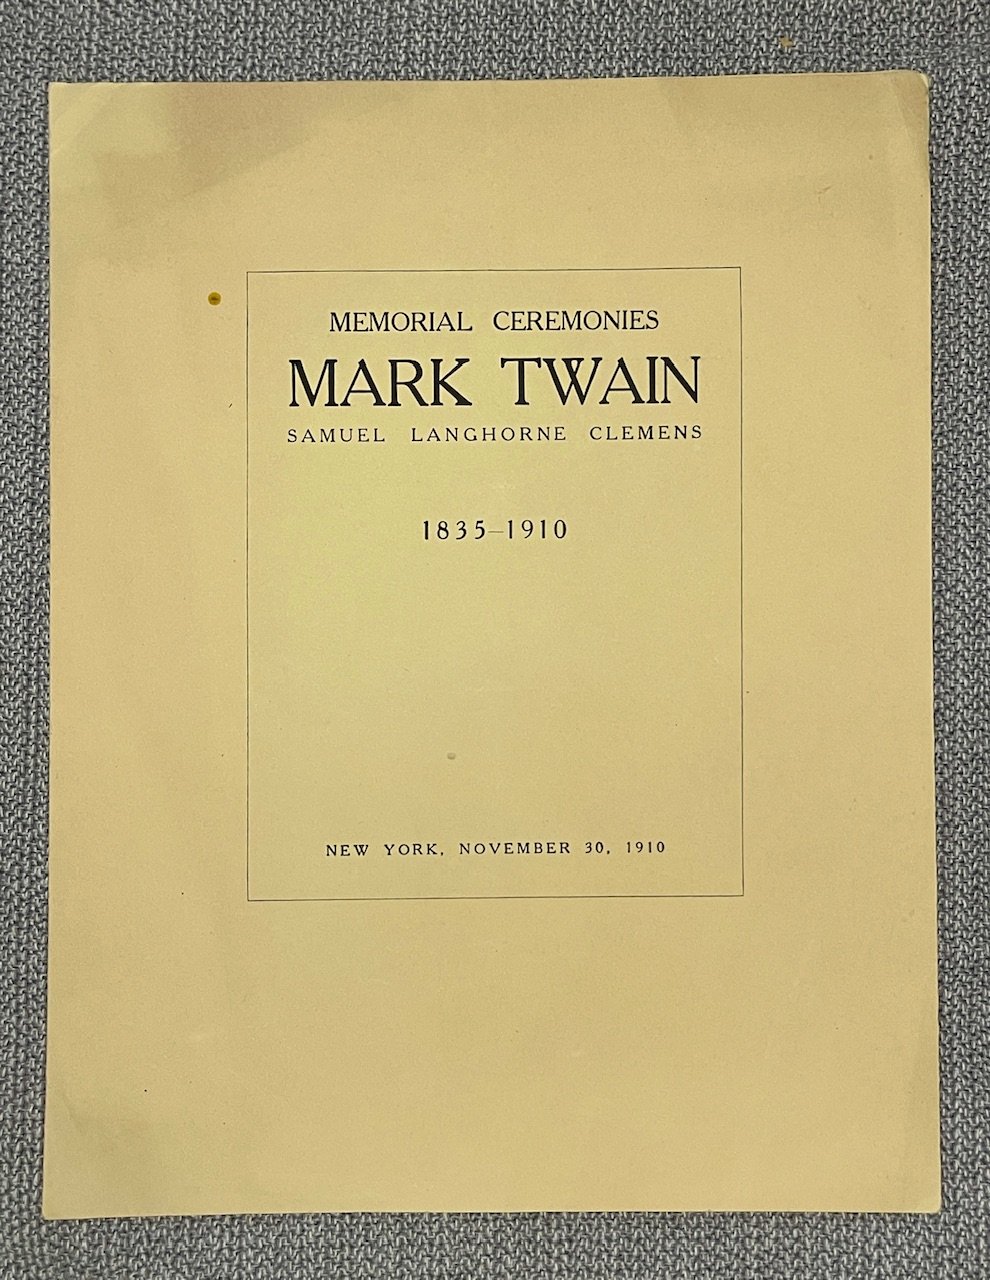 MEMORIAL CEREMONIES
MARK TWAIN
SAMUEL LANGHORNE CLEMENS
1835–1910
NEW YORK, NOVEMBER 30, 1910